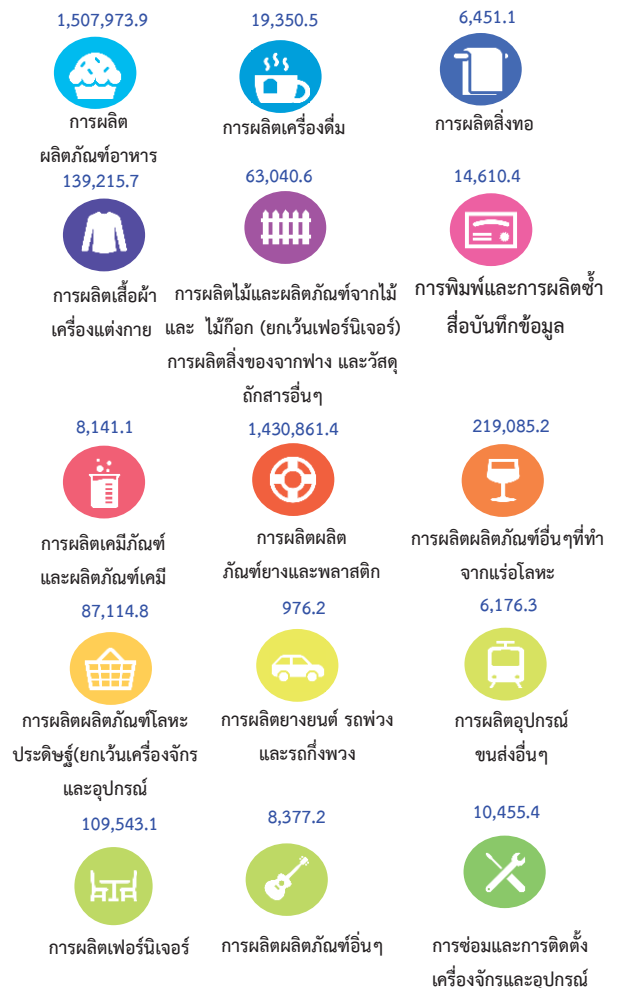 1,507,973.9
การผลิต
ผลิตภัณฑ์อาหาร
19,350.5
การผลิตเครื่องดื่ม
6,451.1
การผลิตสิ่งทอ
139,215.7
การผลิตเสื้อผ้า
เครื่องแต่งกาย
63,040.6
การผลิตไม้และผลิตภัณฑ์จากไม้
และ ไม้ก๊อก (ยกเว้นเฟอร์นิเจอร์)
การผลิตสิ่งของจากฟาง และวัสดุ
ถักสารอื่นๆ
14,610.4
การพิมพ์และการผลิตซ้ำ
สื่อบันทึกข้อมูล
8,141.1
การผลิตเคมีภัณฑ์
และผลิตภัณฑ์เคมี
1,430,861.4
การผลิตผลิต
ภัณฑ์ยางและพลาสติก
219,085.2
การผลิตผลิตภัณฑ์อื่นๆที่ทำ
จากแร่อโลหะ
87,114.8
การผลิตผลิตภัณฑ์โลหะ
ประดิษฐ์(ยกเว้นเครื่องจักร
และอุปกรณ์
976.2
การผลิตยางยนต์ รถพ่วง
และรถกึ่งพวง
6,176.3
การผลิตอุปกรณ์
ขนส่งอื่นๆ
109,543.1
การผลิตเฟอร์นิเจอร์
8,377.2
การผลิตผลิตภัณฑ์อิ่นๆ
10,455.4
การซ่อมและการติดตั้ง
เครื่องจักรและอุปกรณ์